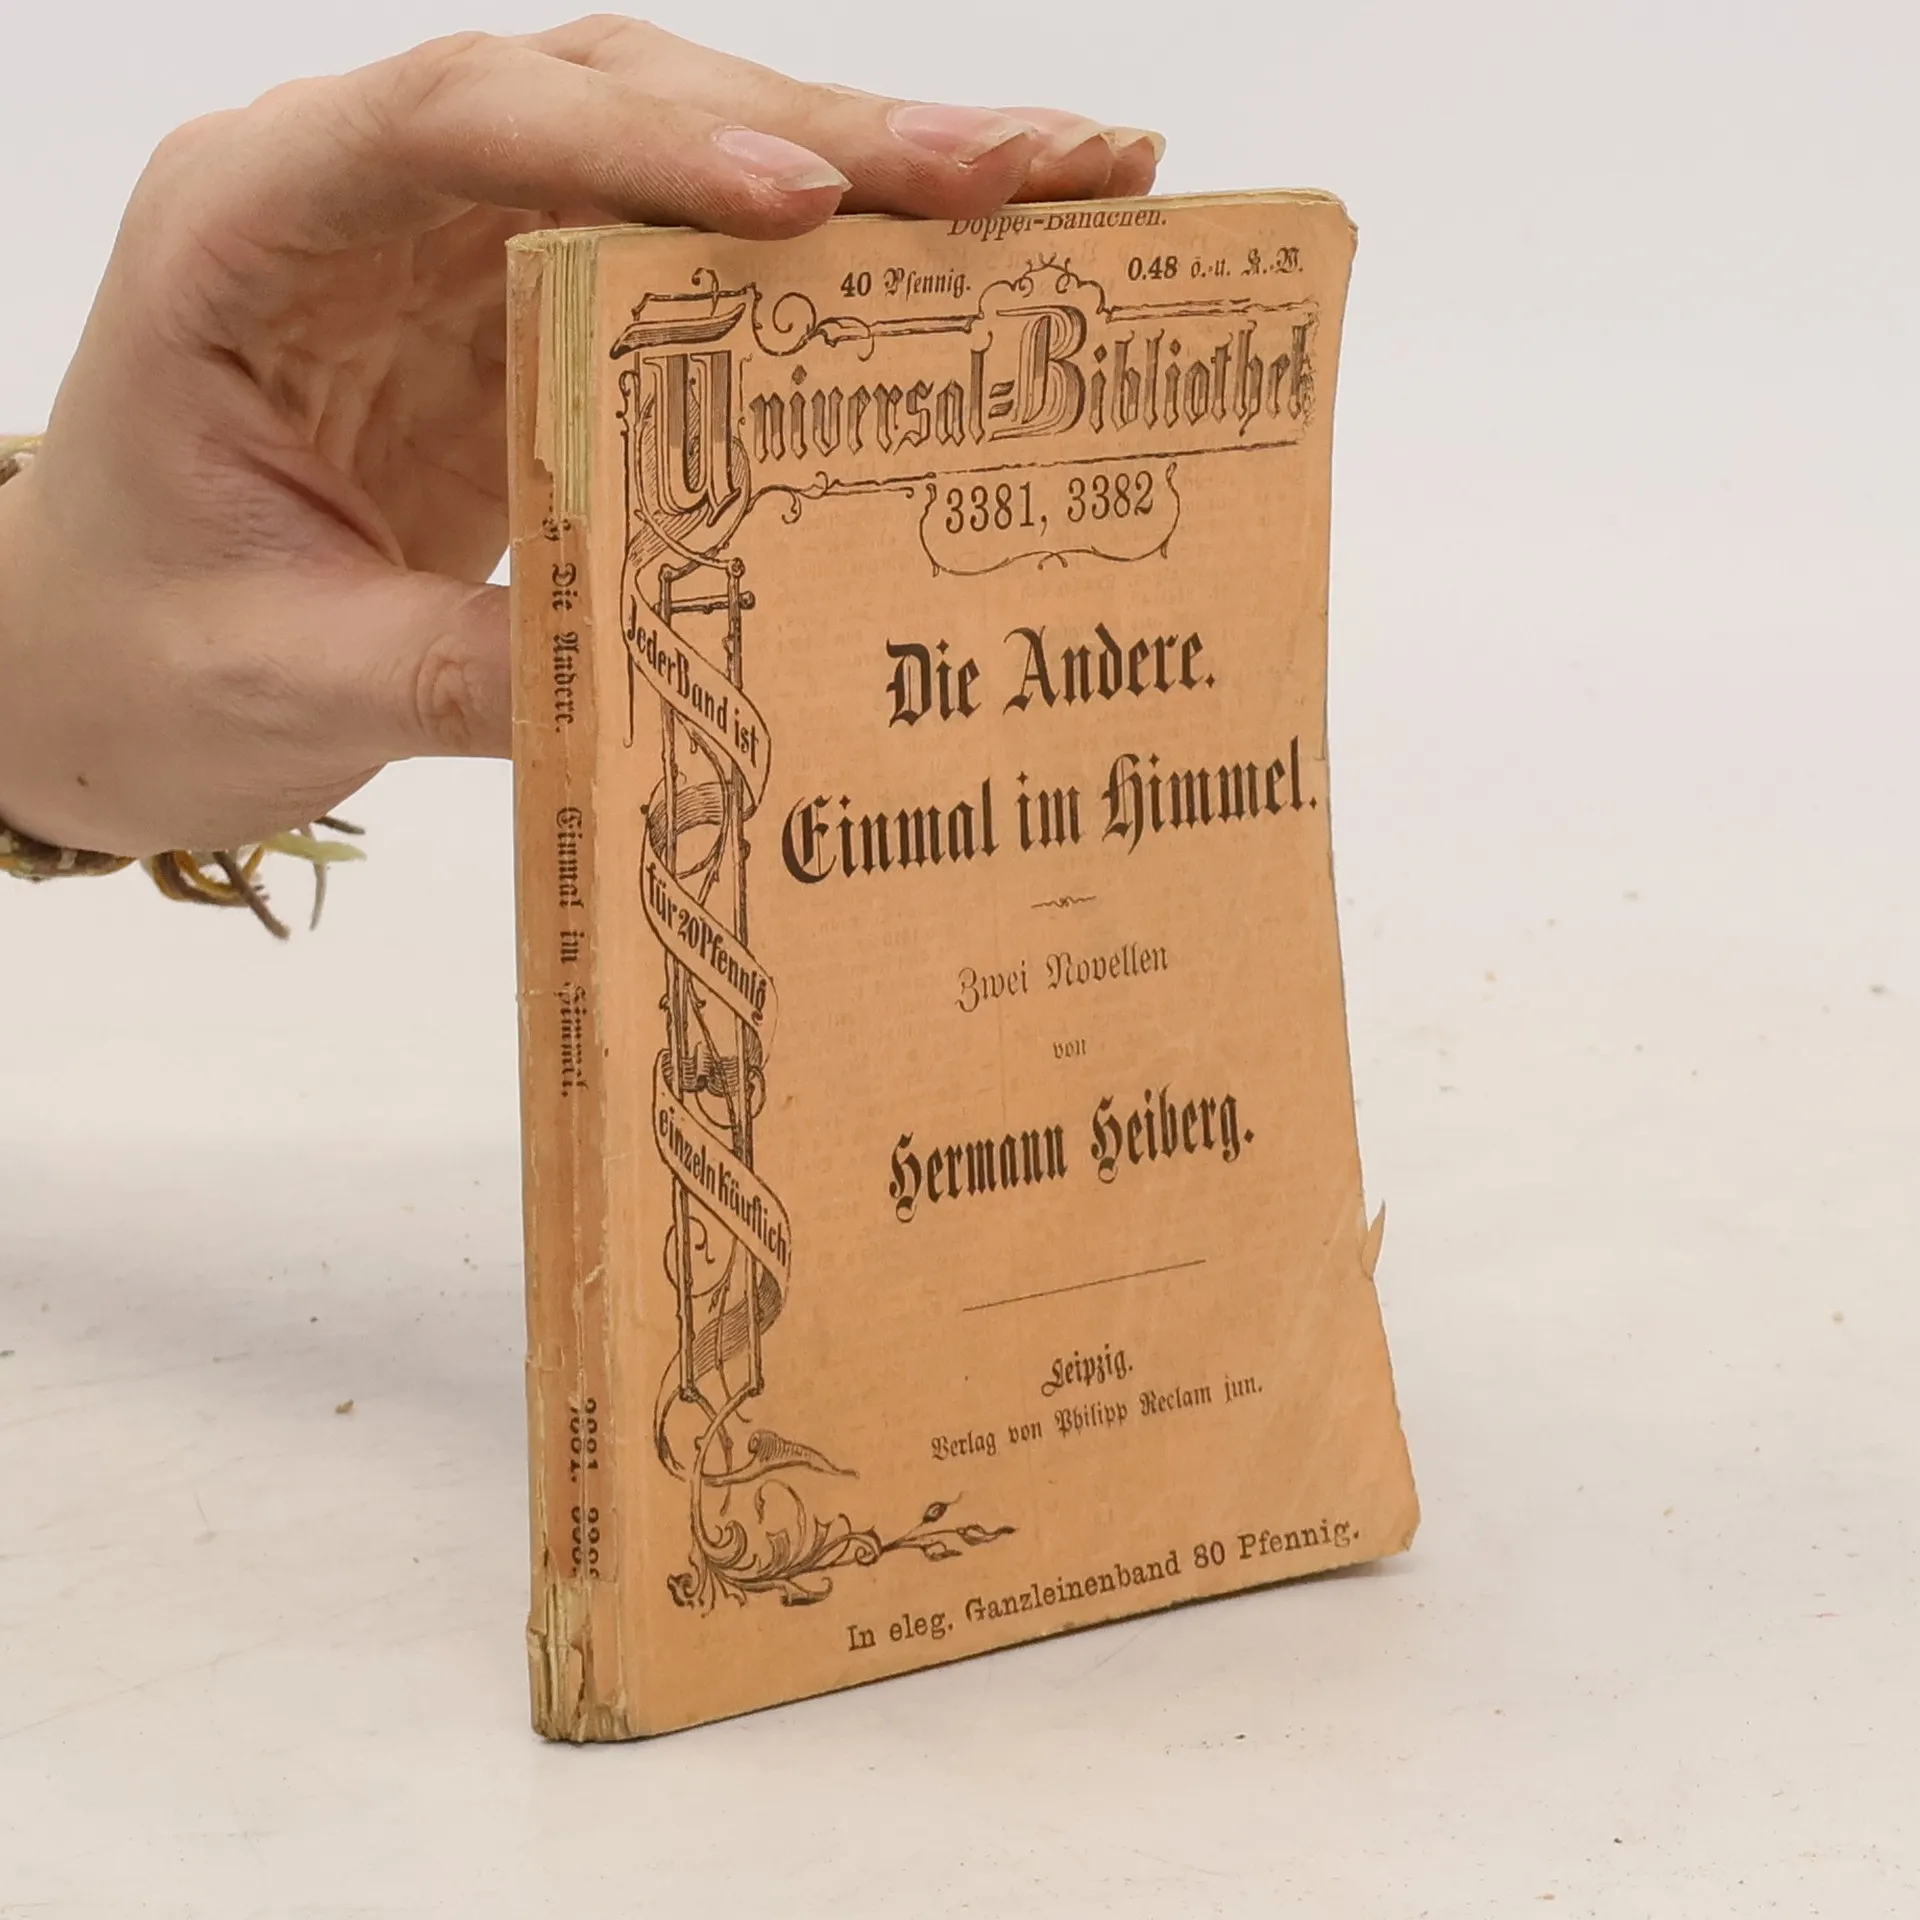 Doppel-Bändchen.
40 Pfennig.
0.48 ö.-u. K.-W.
Universal-Bibliothek
3381, 3382
Jeder Band ist
für 20 Pfennig
einzeln käuflich
Die Andere.
Einmal im Himmel.
Zwei Novellen
von
Hermann Heiberg.
Leipzig.
Verlag von Philipp Reclam jun.
In eleg. Ganzleinenband 80 Pfennig.
Die Andere. Einmal im Himmel.